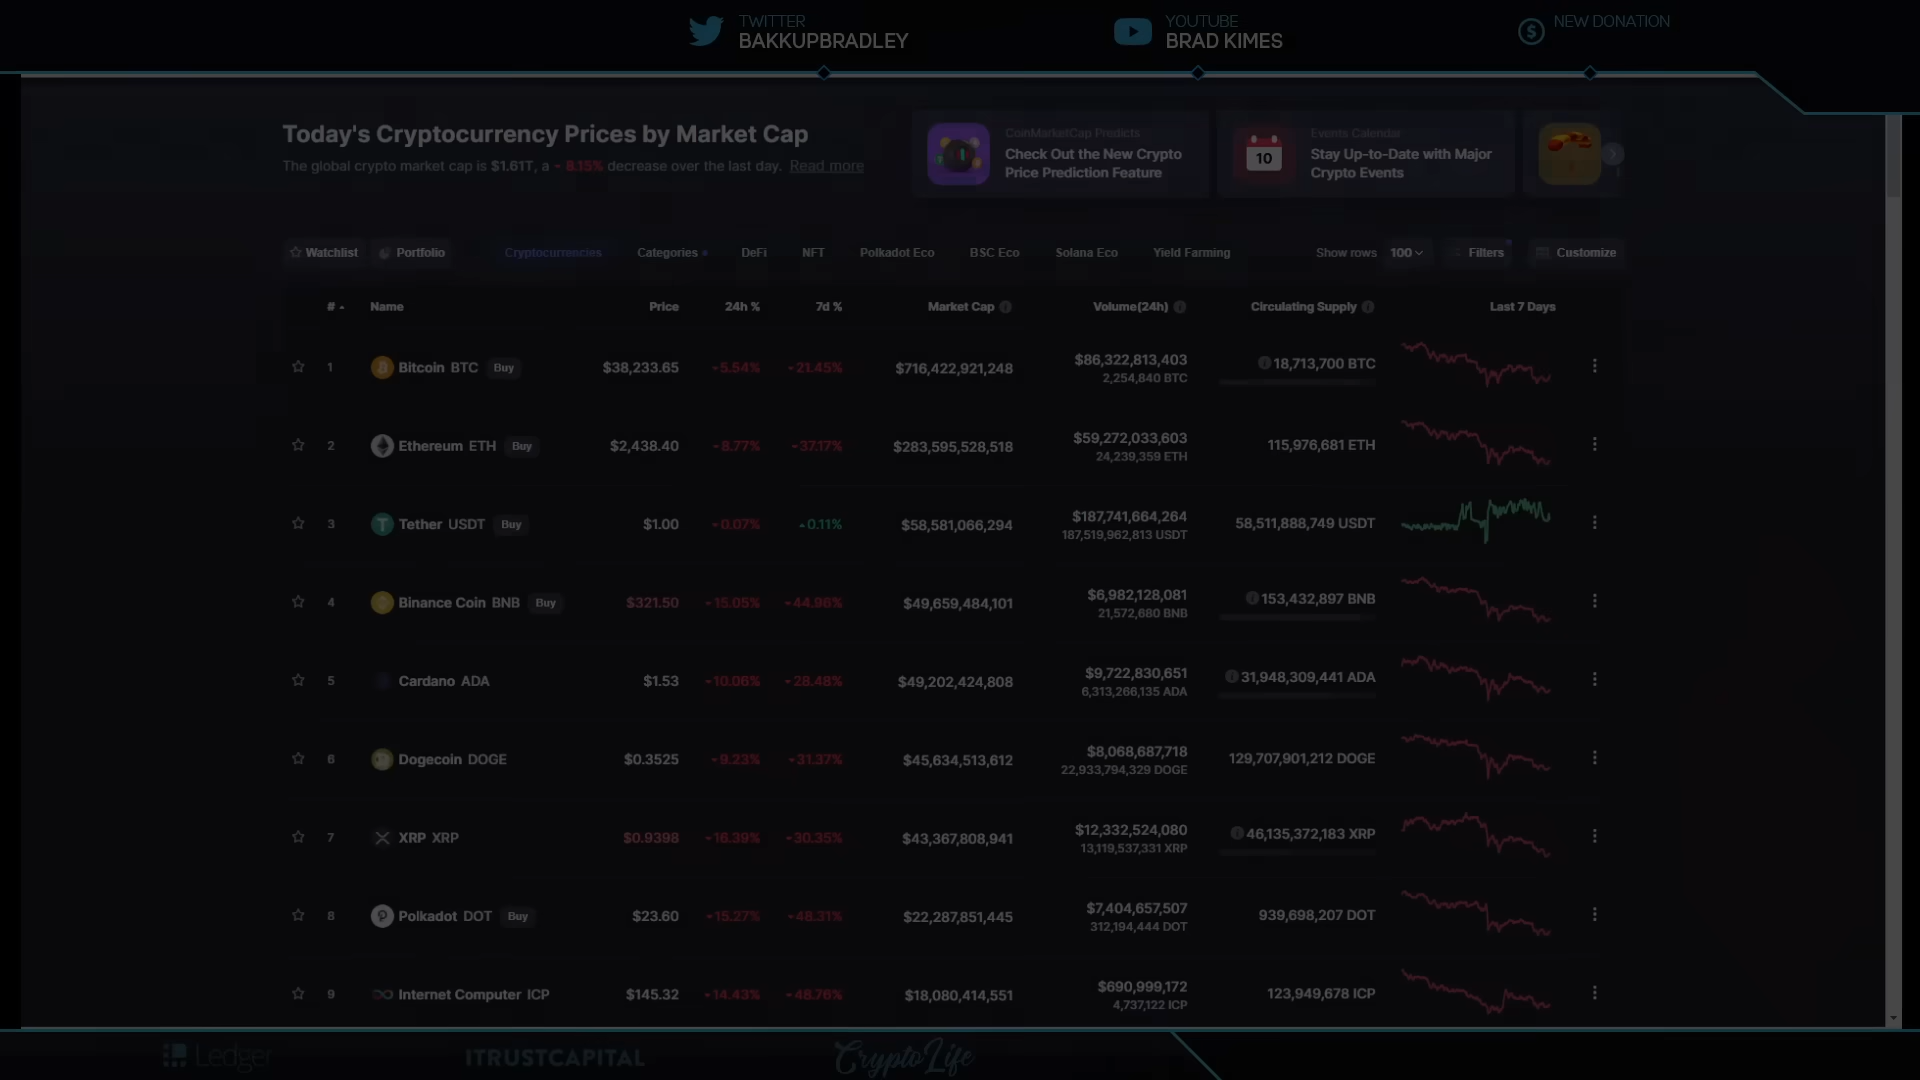 TWITTER
BAKKUPBRADLEY
YOUTUBE
BRAD KIMES
NEW DONATION
Today's Cryptocurrency Prices by Market Cap
The global crypto market cap is $1.61T, a - 8.15% decrease over the last day. Read more
CoinMarketCap Predicts
Check Out the New Crypto
Price Prediction Feature
10
Events Calendar
Stay Up-to-Date with Major
Crypto Events
Watchlist Portfolio Cryptocurrencies Categories DeFi NFT Polkadot Eco BSC Eco Solana Eco Yield Farming Show rows 100 Filters Customize
# Name Price 24h % 7d % Market Cap Volume(24h) Circulating Supply Last 7 Days
1 Bitcoin BTC Buy $38,233.65 5.54% 21.45% $716,422,921,248 $86,322,813,403 18,713,700 BTC
2,254,840 BTC
2 Ethereum ETH Buy $2,438.40 8.77% 37.17% $283,595,528,518 $59,272,033,603 115,976,681 ETH
24,239,359 ETH
3 Tether USDT Buy $1.00 0.07% 0.11% $58,581,066,294 $187,741,664,264 58,511,888,749 USDT
187,519,962,813 USDT
4 Binance Coin BNB Buy $321.50 15.05% 44.96% $49,659,484,101 $6,982,128,081 153,432,897 BNB
21,572,680 BNB
5 Cardano ADA $1.53 10.06% 28.48% $49,202,424,808 $9,722,830,651 31,948,309,441 ADA
6,313,266,135 ADA
6 Dogecoin DOGE $0.3525 9.23% 31.37% $45,634,513,612 $8,068,687,718 129,707,901,212 DOGE
22,933,794,329 DOGE
7 XRP XRP $0.9398 16.39% 30.35% $43,367,808,941 $12,332,524,080 46,135,372,183 XRP
13,119,537,331 XRP
8 Polkadot DOT Buy $23.60 15.27% 48.31% $22,287,851,445 $7,404,657,507 939,698,207 DOT
312,194,444 DOT
9 Internet Computer ICP $145.32 14.43% 48.76% $18,080,414,551 $690,999,172 123,949,678 ICP
4,737,122 ICP
Ledger ITRUSTCAPITAL CryptoLife